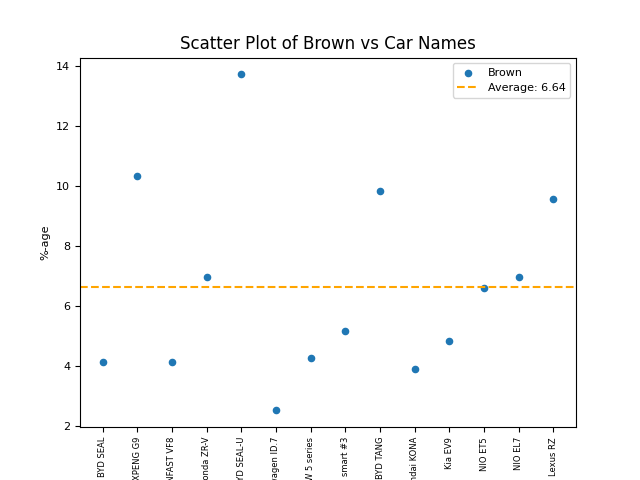 Scatter Plot of Brown vs Car Names
Brown
Average: 6.64
%-age
14
12
10
8
6
4
2
BYD SEAL
XPENG G9
NFAST VF8
onda ZR-V
YD SEAL-U
agen ID.7
W 5 series
smart #3
BYD TANG
ndai KONA
Kia EV9
NIO ET5
NIO EL7
Lexus RZ